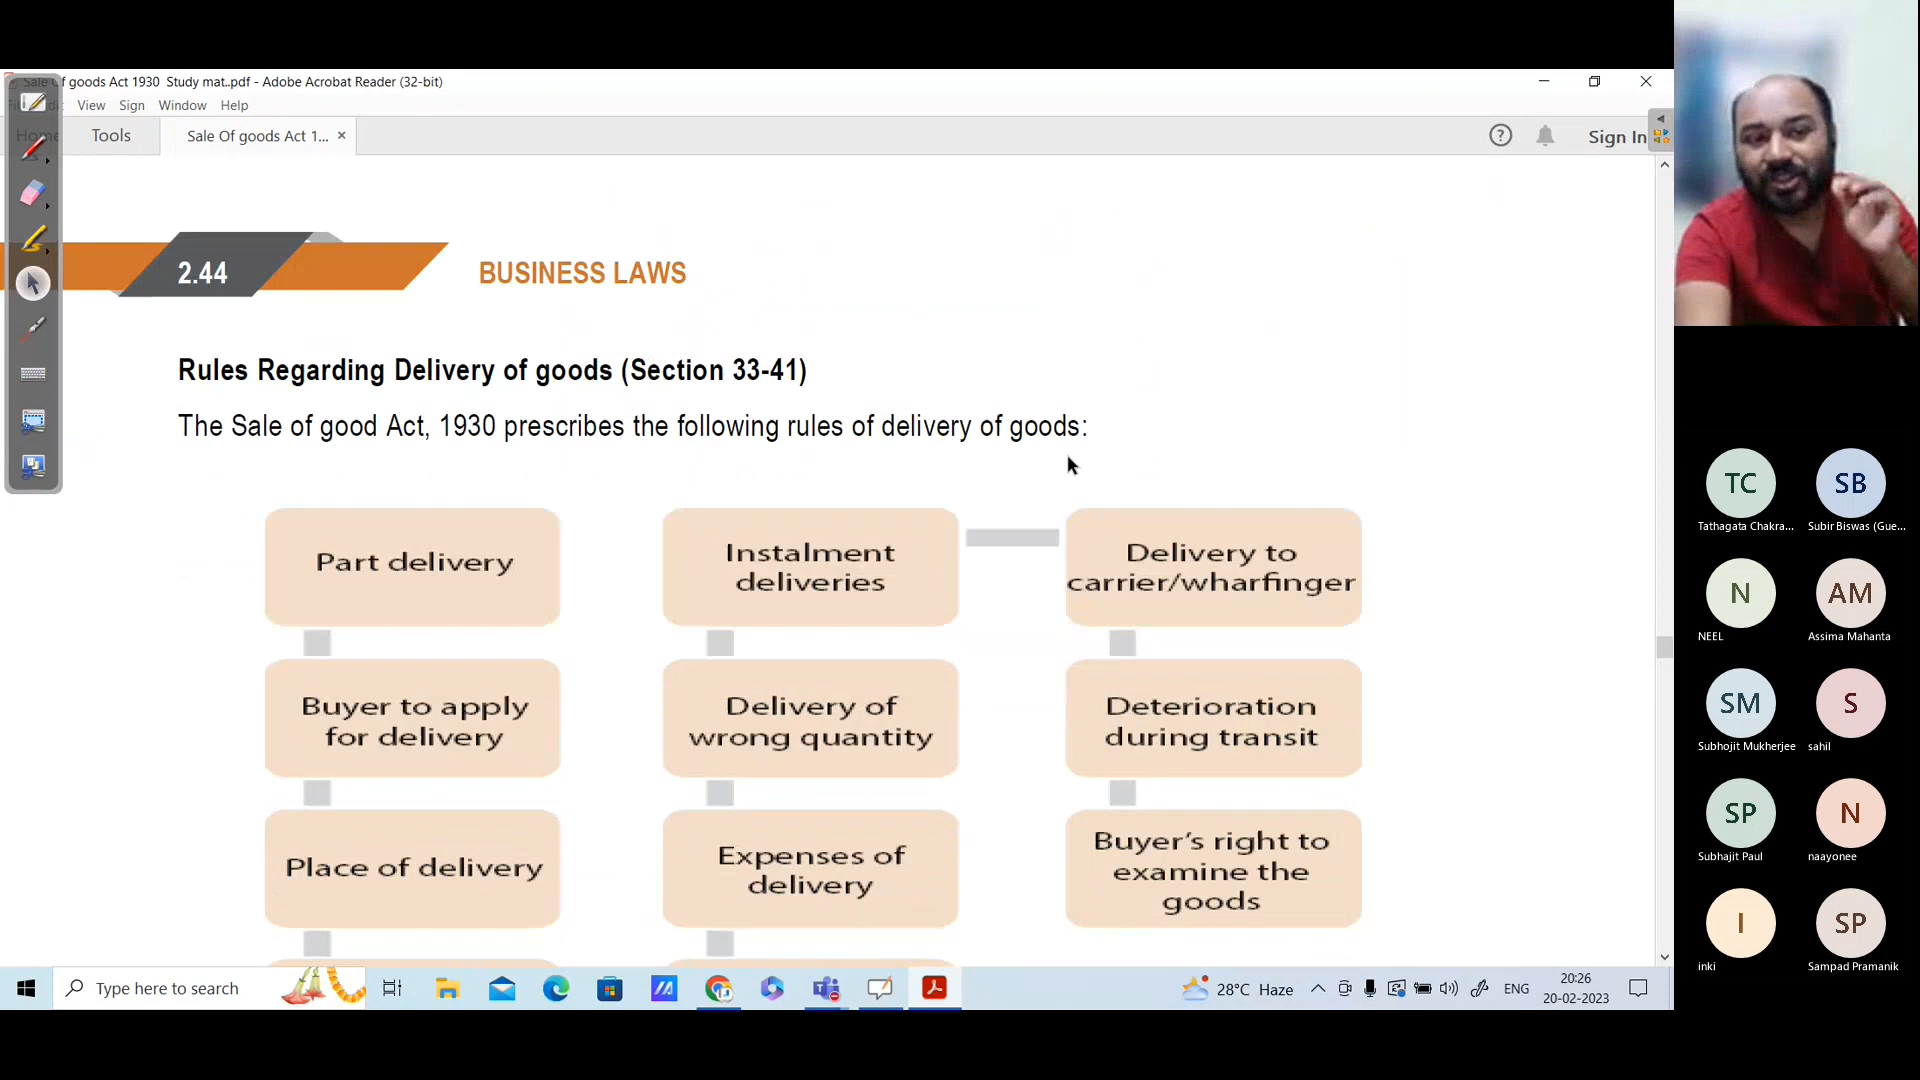 Sale Of goods Act 1930 Study mat..pdf - Adobe Acrobat Reader (32-bit)
View Sign Window Help
Home Tools Sale Of goods Act 1... × Sign In
2.44 BUSINESS LAWS
Rules Regarding Delivery of goods (Section 33-41)
The Sale of good Act, 1930 prescribes the following rules of delivery of goods:
Part delivery
Instalment
deliveries
Delivery to
carrier/wharfinger
Buyer to apply
for delivery
Delivery of
wrong quantity
Deterioration
during transit
Place of delivery
Expenses of
delivery
Buyer's right to
examine the
goods
TC SB
Tathagata Chakra... Subir Biswas (Gue...
N AM
NEEL Assima Mahanta
SM S
Subhojit Mukherjee sahil
SP N
Subhajit Paul naayonee
I SP
inki Sampad Pramanik
Type here to search
28°C Haze
ENG
20:26
20-02-2023